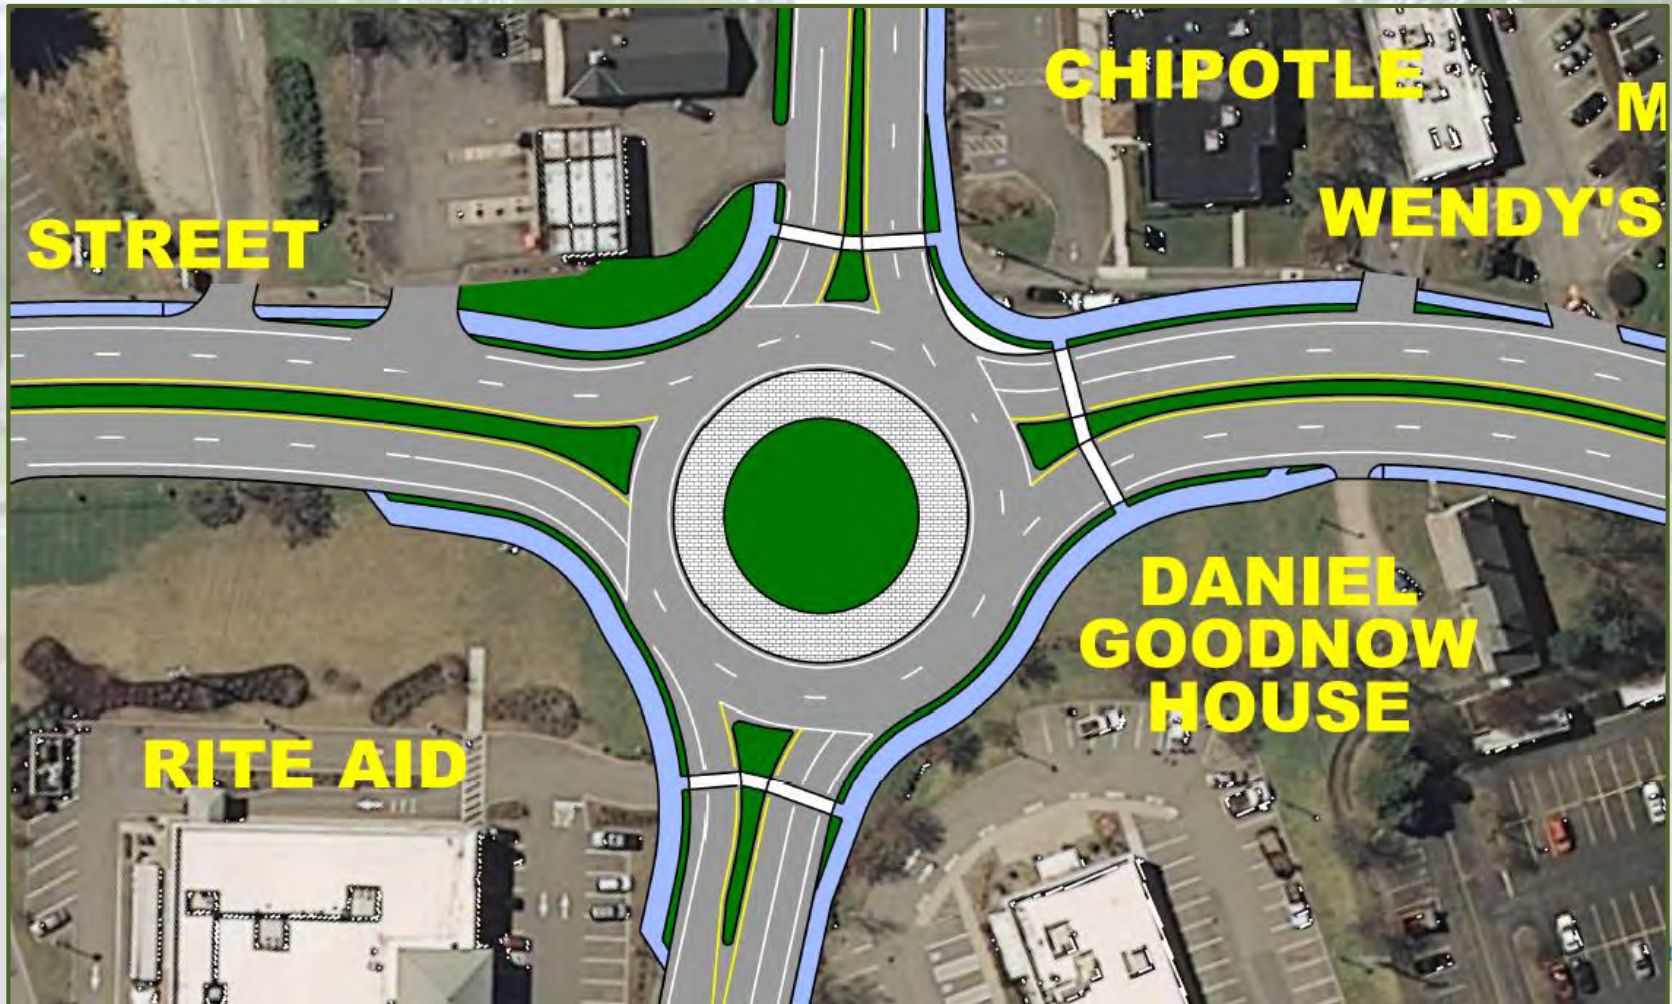 CHIPOTLE
M
WENDY'S
STREET
DANIEL
GOODNOW
HOUSE
RITE AID